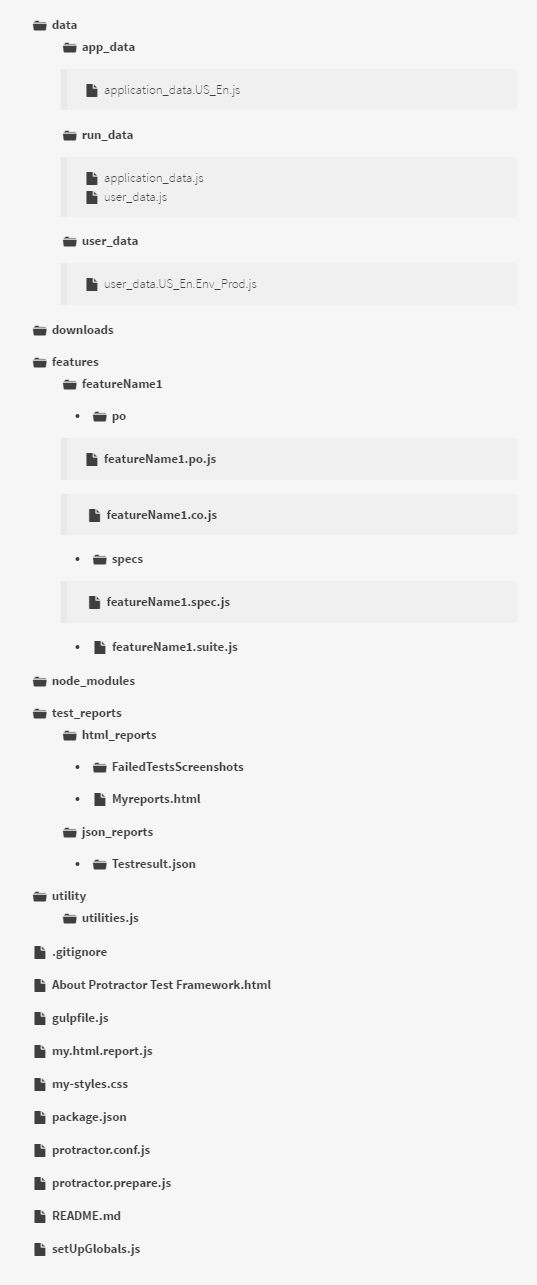 data
app_data
application_data.US_En.js
run_data
application_data.js
user_data.js
user_data
user_data.US_En.Env_Prod.js
downloads
features
featureName1
• po
featureName1.po.js
featureName1.co.js
• specs
featureName1.spec.js
• featureName1.suite.js
node_modules
test_reports
html_reports
• FailedTestsScreenshots
• Myreports.html
json_reports
• Testresult.json
utility
utilities.js
.gitignore
About Protractor Test Framework.html
gulpfile.js
my.html.report.js
my-styles.css
package.json
protractor.conf.js
protractor.prepare.js
README.md
setUpGlobals.js